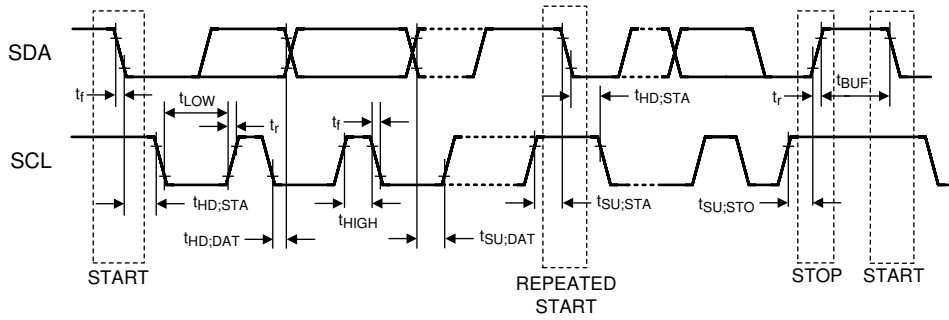 SDA
t_f
t_LOW
t_r
t_f
t_HD;STA
t_r
t_BUF
SCL
t_HD;STA
t_HD;DAT
t_HIGH
t_SU;DAT
t_SU;STA
t_SU;STO
START
REPEATED
START
STOP
START